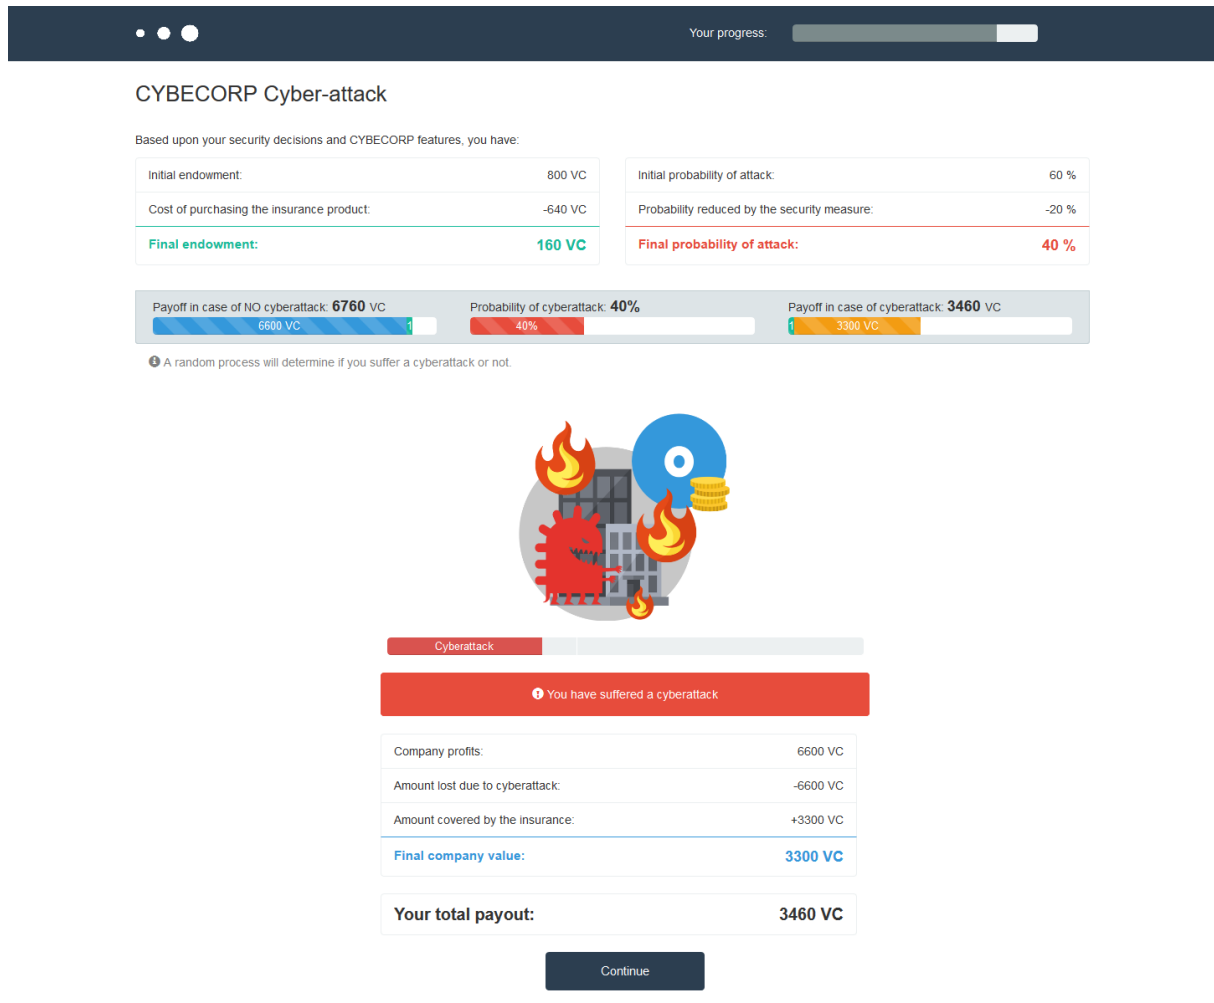 Your progress:
CYBECORP Cyber-attack
Based upon your security decisions and CYBECORP features, you have:
Initial endowment: 800 VC
Cost of purchasing the insurance product: -640 VC
Final endowment: 160 VC
Initial probability of attack: 60 %
Probability reduced by the security measure: -20 %
Final probability of attack: 40 %
Payoff in case of NO cyberattack: 6760 VC
6600 VC 1
Probability of cyberattack: 40%
40%
Payoff in case of cyberattack: 3460 VC
1 3300 VC
A random process will determine if you suffer a cyberattack or not.
Cyberattack
You have suffered a cyberattack
Company profits: 6600 VC
Amount lost due to cyberattack: -6600 VC
Amount covered by the insurance: +3300 VC
Final company value: 3300 VC
Your total payout: 3460 VC
Continue